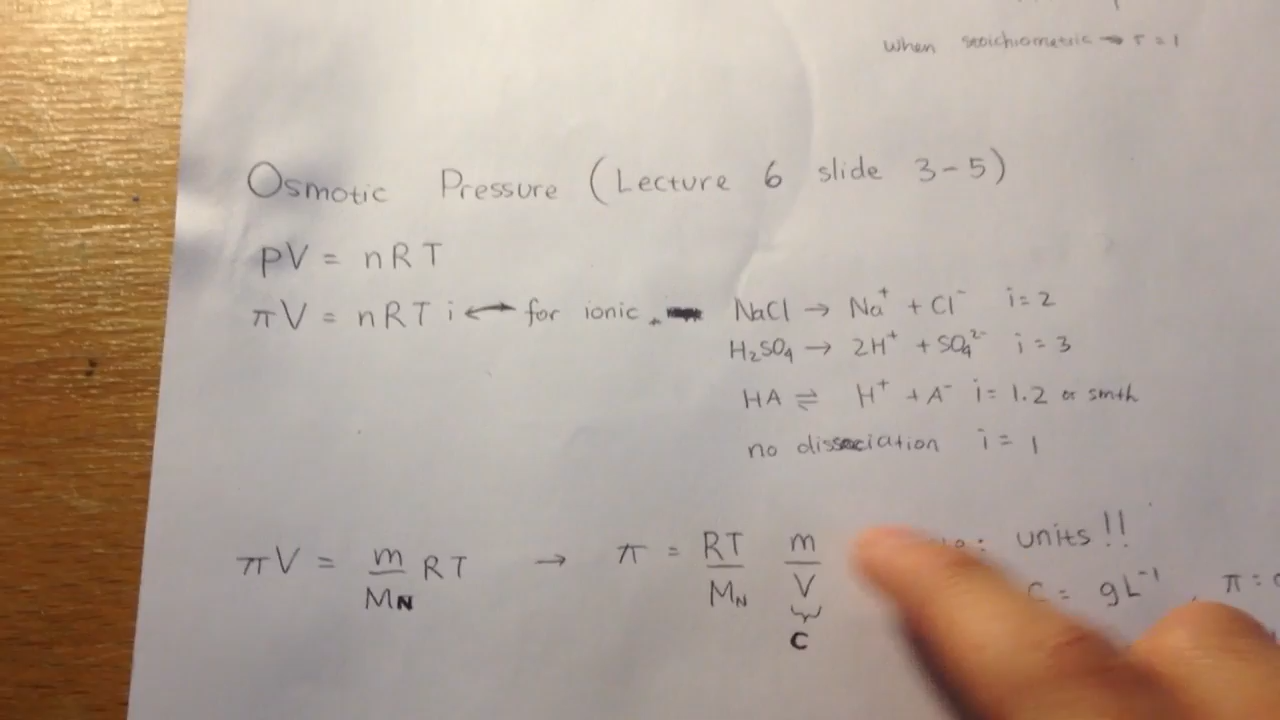 when stoichiometric → r = 1
Osmotic Pressure (Lecture 6 slide 3-5)
PV = nRT
πV = nRT i ↔ for ionic.
NaCl → Na⁺ + Cl⁻ i=2
H₂SO₄ → 2H⁺ + SO₄²⁻ i = 3
HA ⇌ H⁺ + A⁻ i= 1.2 or smth
no dissociation i = 1
πV = m/MN RT → π = RT/MN m/V
C
units!!
C = gL⁻¹, π =